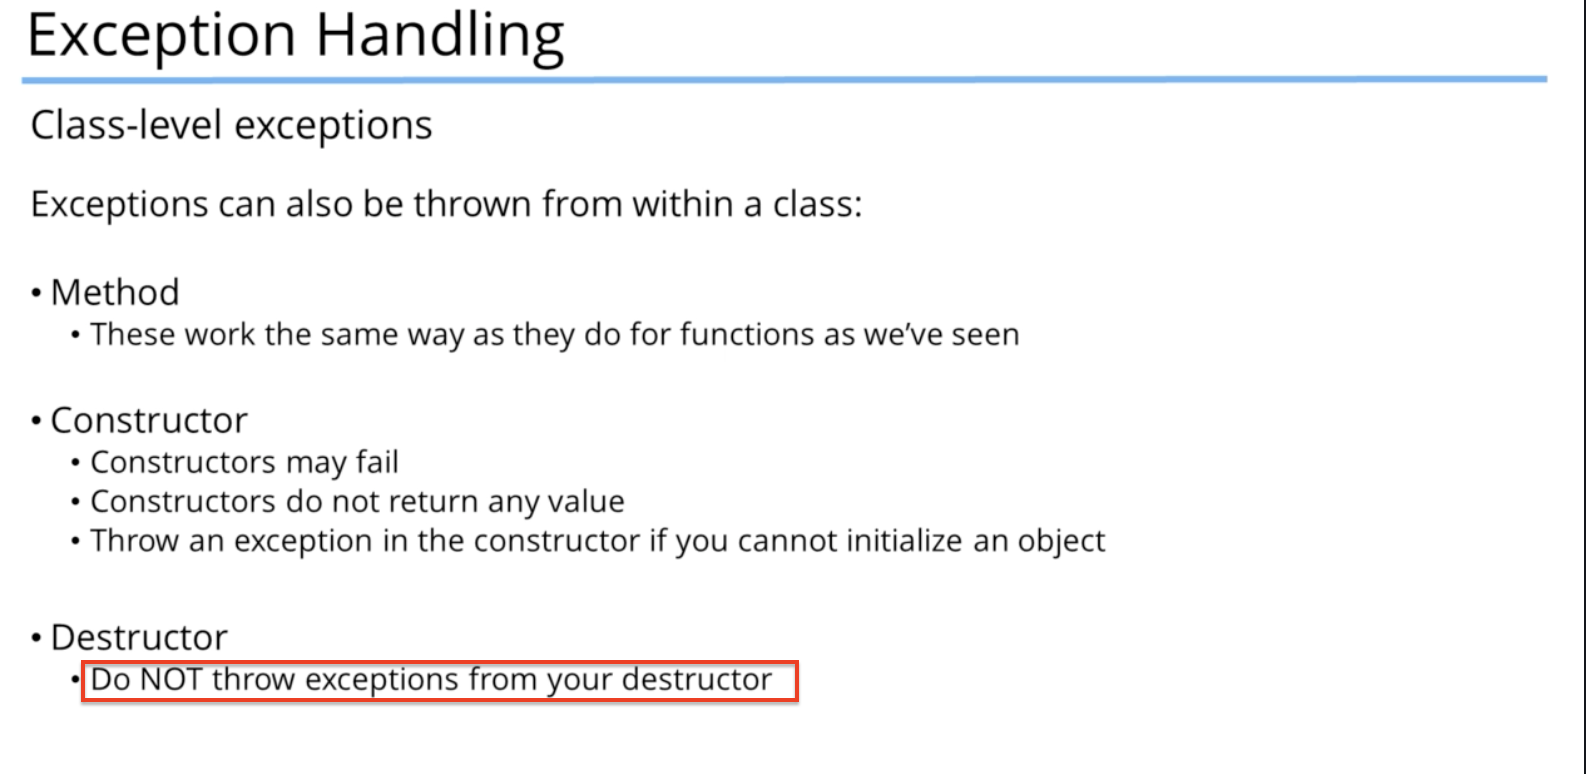 Exception Handling
Class-level exceptions
Exceptions can also be thrown from within a class:
• Method
• These work the same way as they do for functions as we’ve seen
• Constructor
• Constructors may fail
• Constructors do not return any value
• Throw an exception in the constructor if you cannot initialize an object
• Destructor
• Do NOT throw exceptions from your destructor